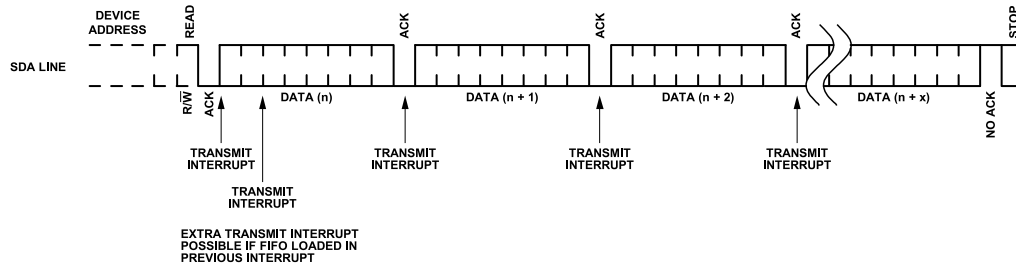 DEVICE
ADDRESS
READ
ACK
ACK
ACK
STOP
SDA LINE
R/W
ACK
DATA (n)
DATA (n + 1)
DATA (n + 2)
DATA (n + x)
NO ACK
TRANSMIT
INTERRUPT
TRANSMIT
INTERRUPT
TRANSMIT
INTERRUPT
TRANSMIT
INTERRUPT
TRANSMIT
INTERRUPT
EXTRA TRANSMIT INTERRUPT
POSSIBLE IF FIFO LOADED IN
PREVIOUS INTERRUPT